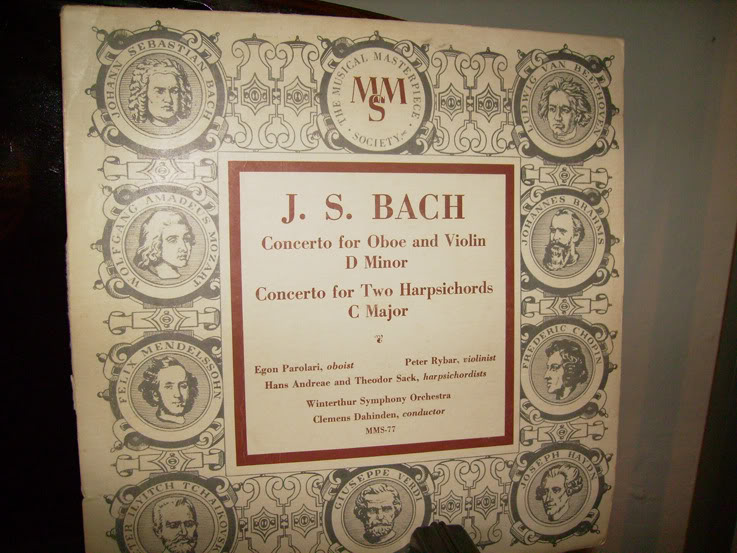 JOHANN SEBASTIAN BACH
THE MUSICAL MASTERPIECE
MMS
SOCIETY
LUDWIG VAN BEETHOVEN
WOLFGANG AMADEUS MOZART
JOHANNES BRAHMS
J. S. BACH
Concerto for Oboe and Violin
D Minor
Concerto for Two Harpsichords
C Major
Egon Parolari, oboist
Peter Rybar, violinist
Hans Andreae and Theodor Sack, harpsichordists
Winterthur Symphony Orchestra
Clemens Dahinden, conductor
MMS-77
FELIX MENDELSSOHN
FREDERIC CHOPIN
ILITCH TCHAIKOVSKY
GIUSEPPE VERDI
JOSEPH HAYDN